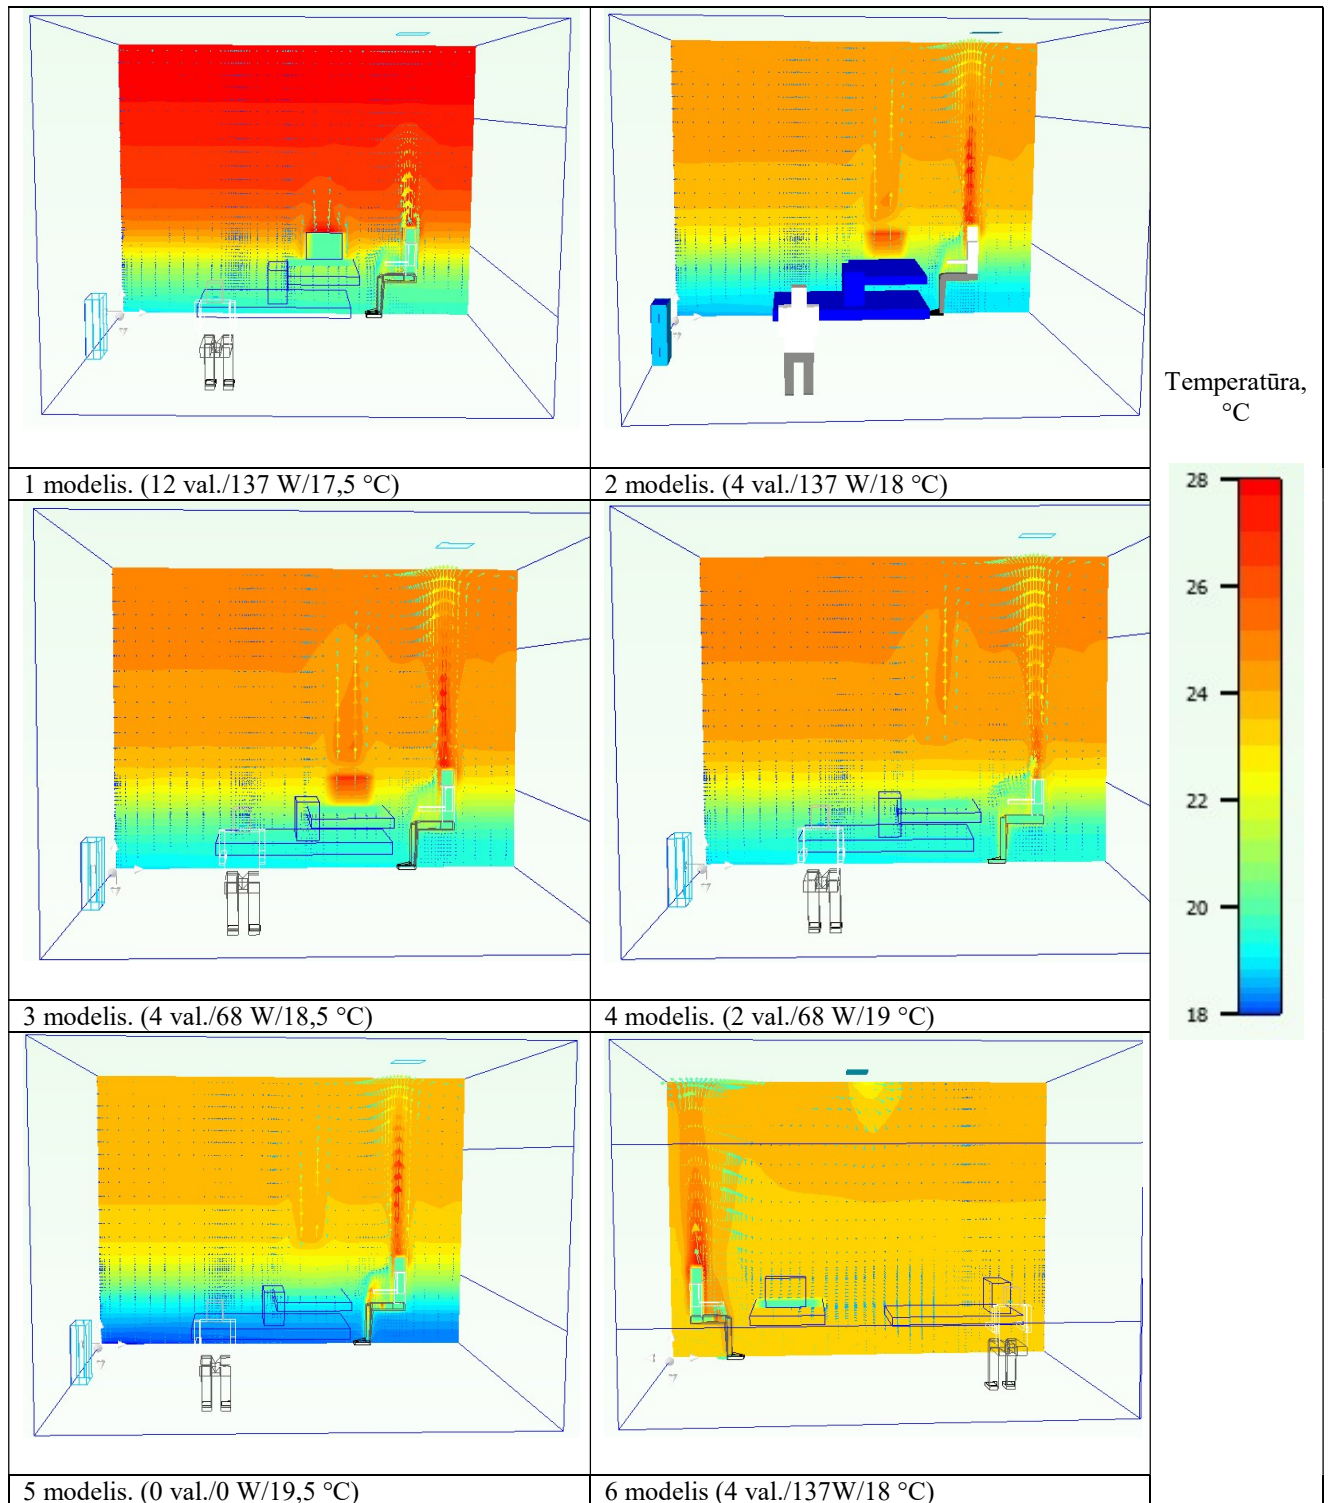 1 modelis. (12 val./137 W/17,5 °C)
2 modelis. (4 val./137 W/18 °C)
Temperatūra,
°C
28
26
24
22
20
18
3 modelis. (4 val./68 W/18,5 °C)
4 modelis. (2 val./68 W/19 °C)
5 modelis. (0 val./0 W/19,5 °C)
6 modelis (4 val./137W/18 °C)